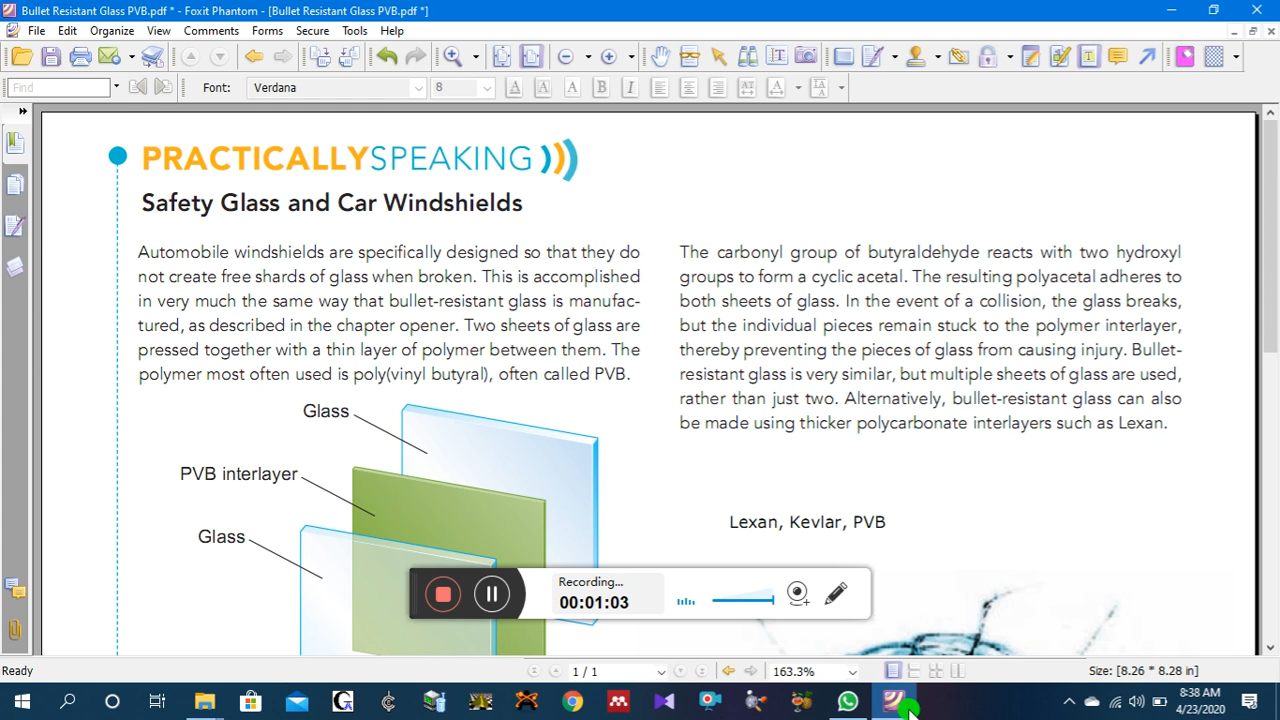 Bullet Resistant Glass PVB.pdf * - Foxit Phantom - [Bullet Resistant Glass PVB.pdf *]
File Edit Organize View Comments Forms Secure Tools Help
Find Font: Verdana 8
PRACTICALLYSPEAKING
Safety Glass and Car Windshields
Automobile windshields are specifically designed so that they do
not create free shards of glass when broken. This is accomplished
in very much the same way that bullet-resistant glass is manufac-
tured, as described in the chapter opener. Two sheets of glass are
pressed together with a thin layer of polymer between them. The
polymer most often used is poly(vinyl butyral), often called PVB.
Glass
PVB interlayer
Glass
The carbonyl group of butyraldehyde reacts with two hydroxyl
groups to form a cyclic acetal. The resulting polyacetal adheres to
both sheets of glass. In the event of a collision, the glass breaks,
but the individual pieces remain stuck to the polymer interlayer,
thereby preventing the pieces of glass from causing injury. Bullet-
resistant glass is very similar, but multiple sheets of glass are used,
rather than just two. Alternatively, bullet-resistant glass can also
be made using thicker polycarbonate interlayers such as Lexan.
Lexan, Kevlar, PVB
Recording...
00:01:03
Ready 1 / 1 163.3% Size: [8.26 * 8.28 in]
8:38 AM
4/23/2020